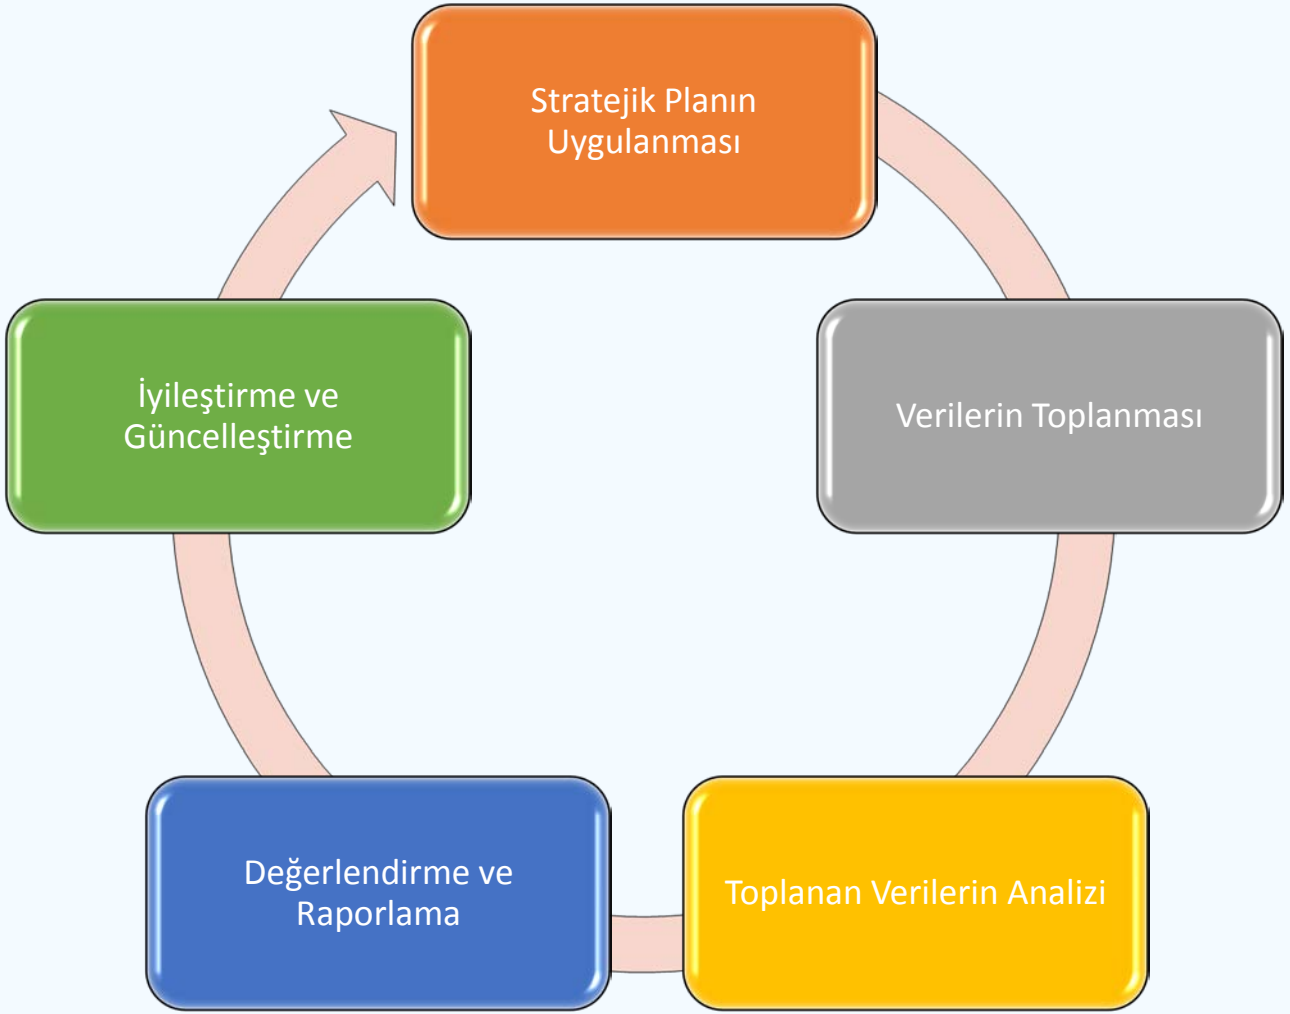 Stratejik Planın
Uygulanması
Verilerin Toplanması
Toplanan Verilerin Analizi
Değerlendirme ve
Raporlama
İyileştirme ve
Güncelleştirme